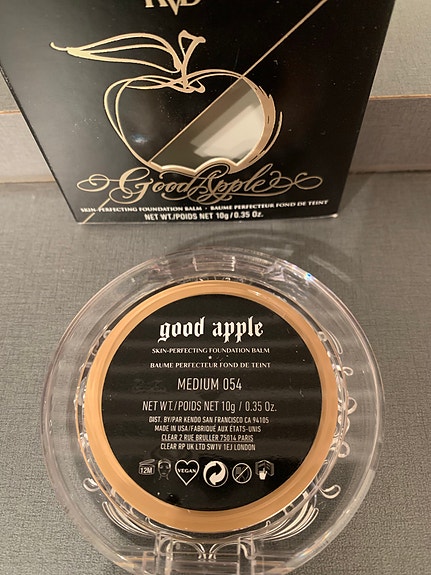 KVD
Good Apple
SKIN-PERFECTING FOUNDATION BALM • BAUME PERFECTEUR FOND DE TEINT
NET WT./POIDS NET 10g / 0.35 Oz.
good apple
SKIN-PERFECTING FOUNDATION BALM
•
BAUME PERFECTEUR FOND DE TEINT
MEDIUM 054
NET WT./POIDS NET 10g / 0.35 Oz.
DIST. BY/PAR KENDO SAN FRANCISCO CA 94105
MADE IN USA/FABRIQUÉ AUX ÉTATS-UNIS
CLEAR 2 RUE BRULLER 75014 PARIS
CLEAR RP UK LTD SW1V 1EJ LONDON
12M VEGAN